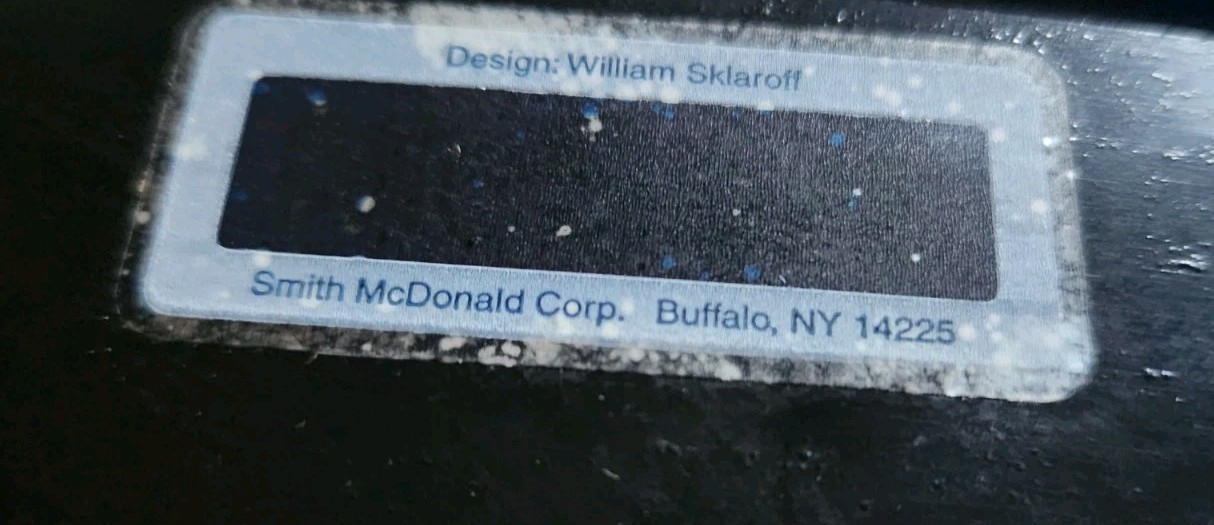 Design: William Sklaroff
Smith McDonald Corp. Buffalo, NY 14225